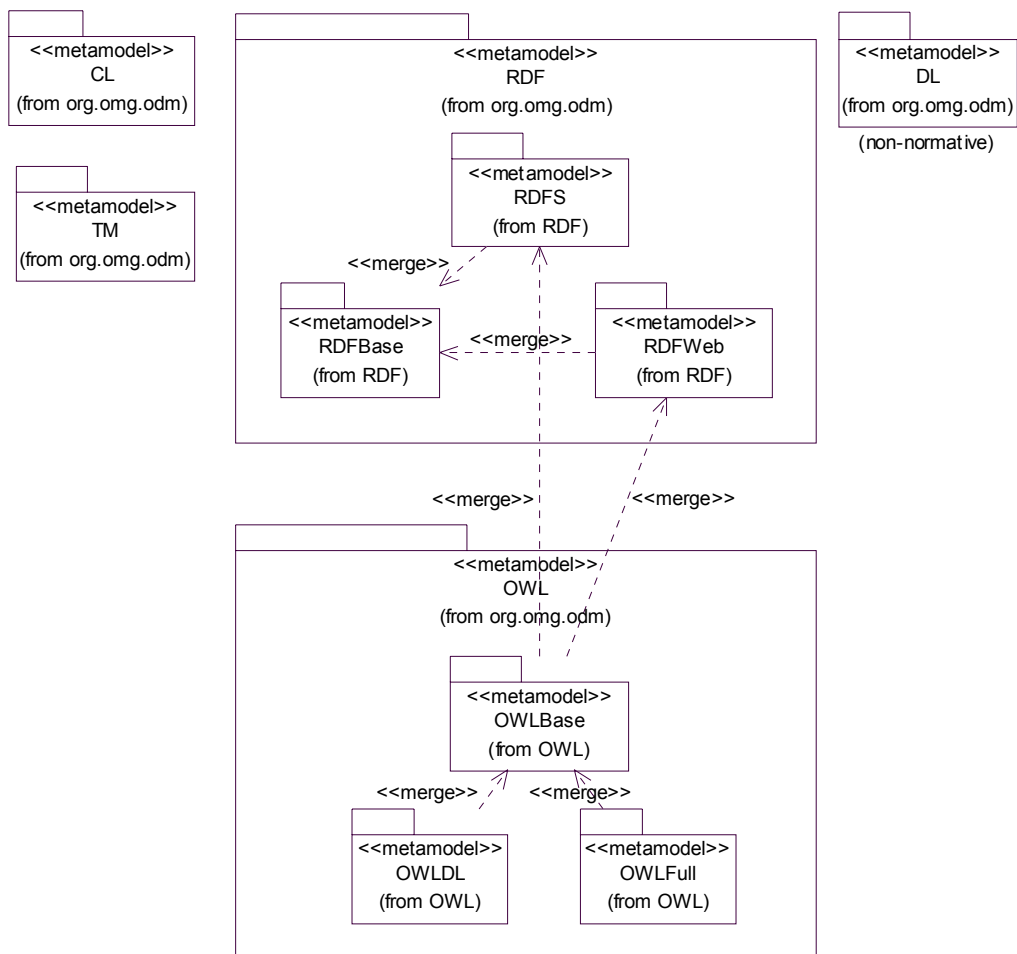 <<metamodel>>
CL
(from org.omg.odm)
<<metamodel>>
TM
(from org.omg.odm)
<<metamodel>>
RDF
(from org.omg.odm)
<<metamodel>>
DL
(from org.omg.odm)
(non-normative)
<<metamodel>>
RDFS
(from RDF)
<<merge>>
<<metamodel>>
RDFBase
(from RDF)
<<merge>>
<<metamodel>>
RDFWeb
(from RDF)
<<merge>>
<<merge>>
<<metamodel>>
OWL
(from org.omg.odm)
<<metamodel>>
OWLBase
(from OWL)
<<merge>>
<<merge>>
<<metamodel>>
OWLDL
(from OWL)
<<metamodel>>
OWLFull
(from OWL)